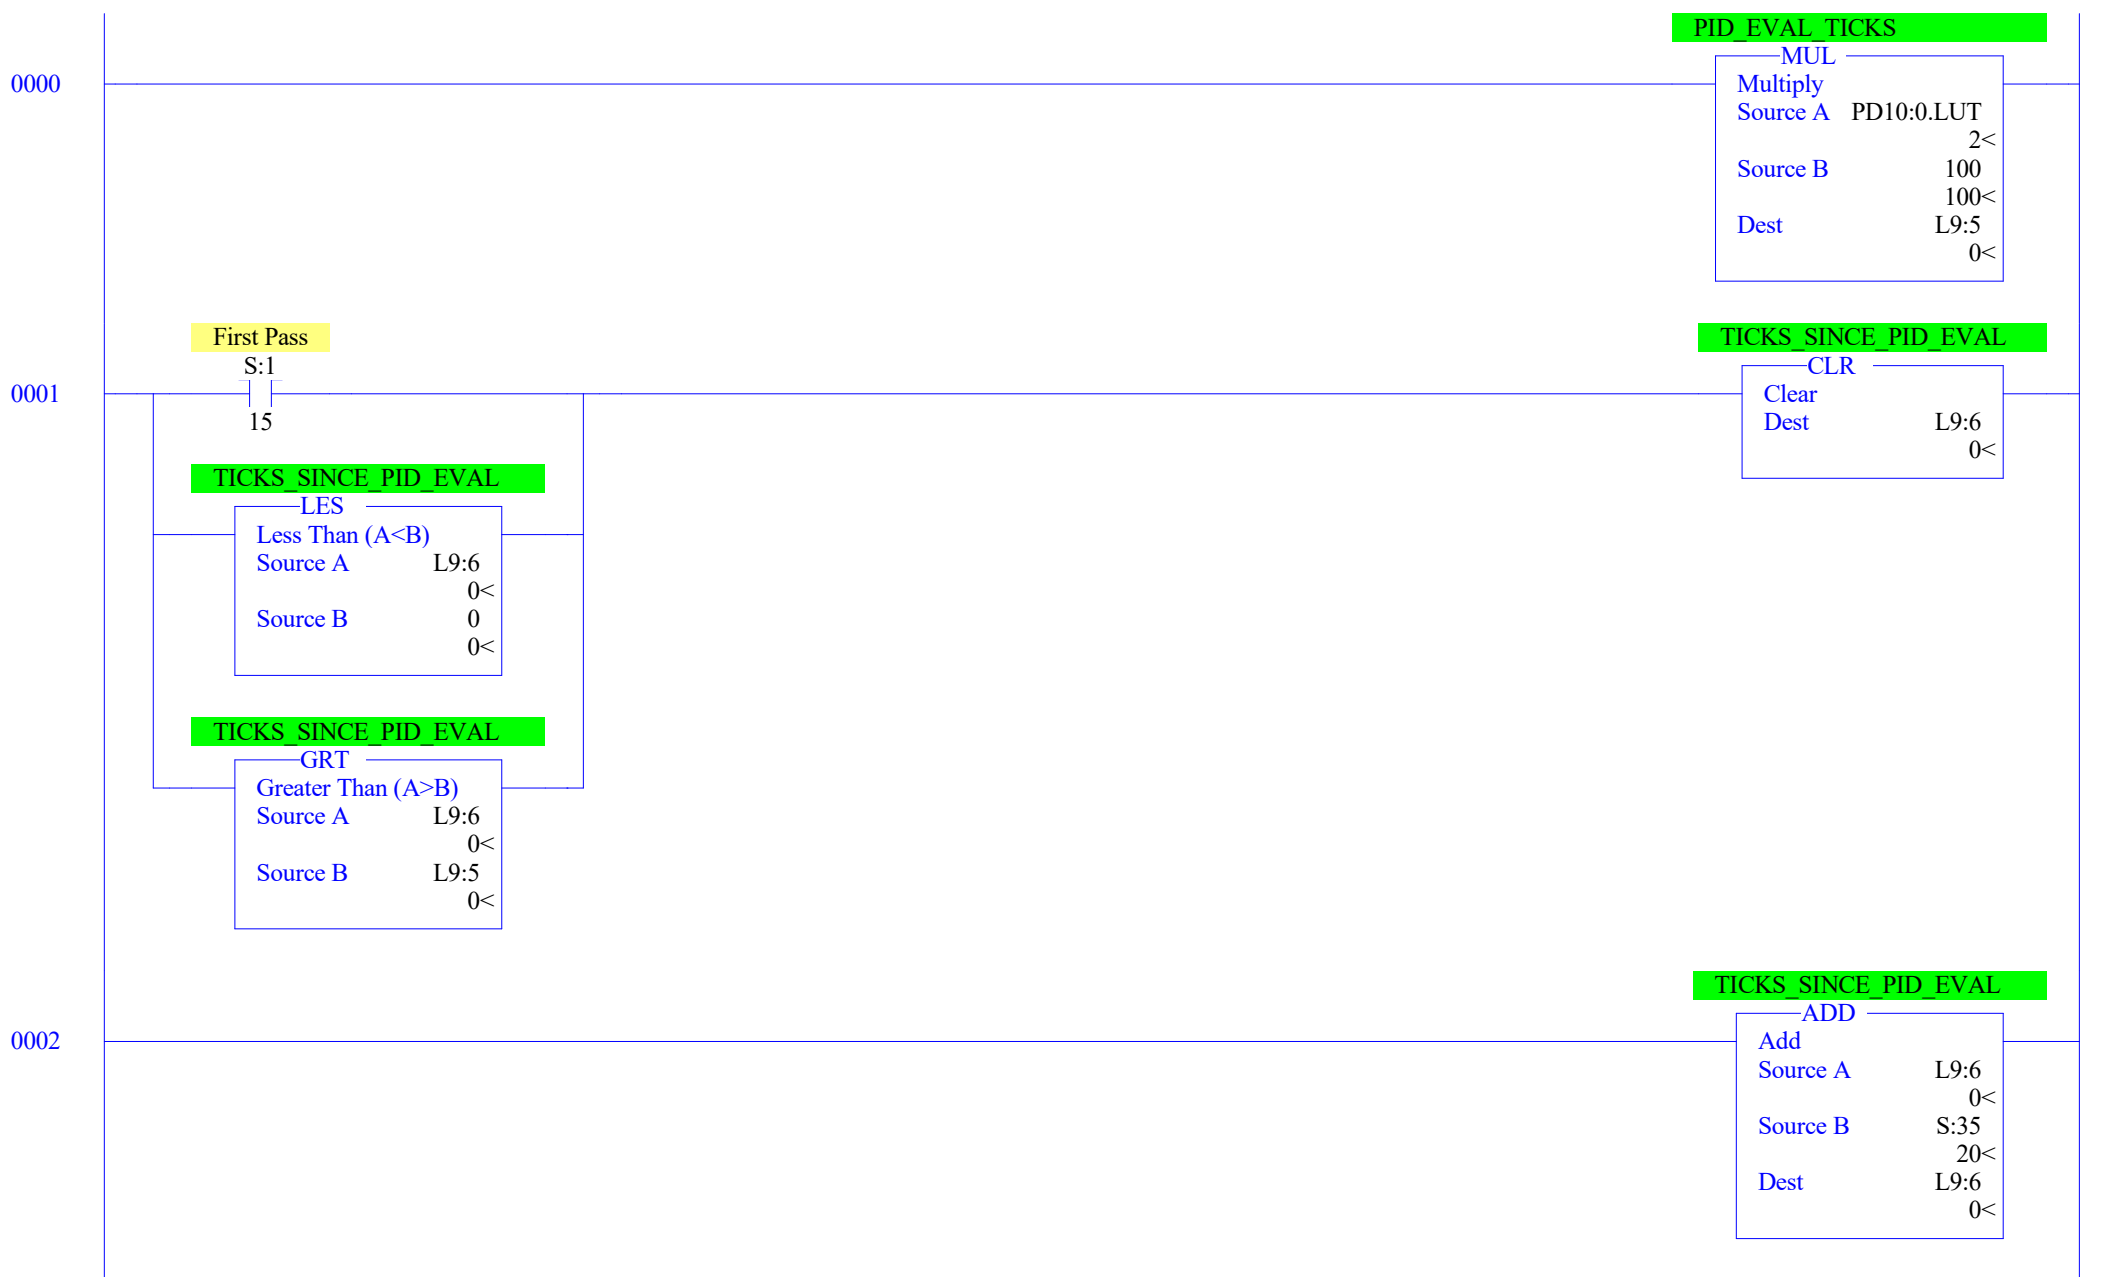 PID_EVAL_TICKS
MUL
0000
Multiply
Source A PD10:0.LUT
2<
Source B 100
100<
Dest L9:5
0<
First Pass
S:1
0001
15
TICKS_SINCE_PID_EVAL
CLR
Clear
Dest L9:6
0<
TICKS_SINCE_PID_EVAL
LES
Less Than (A<B)
Source A L9:6
0<
Source B 0
0<
TICKS_SINCE_PID_EVAL
GRT
Greater Than (A>B)
Source A L9:6
0<
Source B L9:5
0<
TICKS_SINCE_PID_EVAL
ADD
0002
Add
Source A L9:6
0<
Source B S:35
20<
Dest L9:6
0<